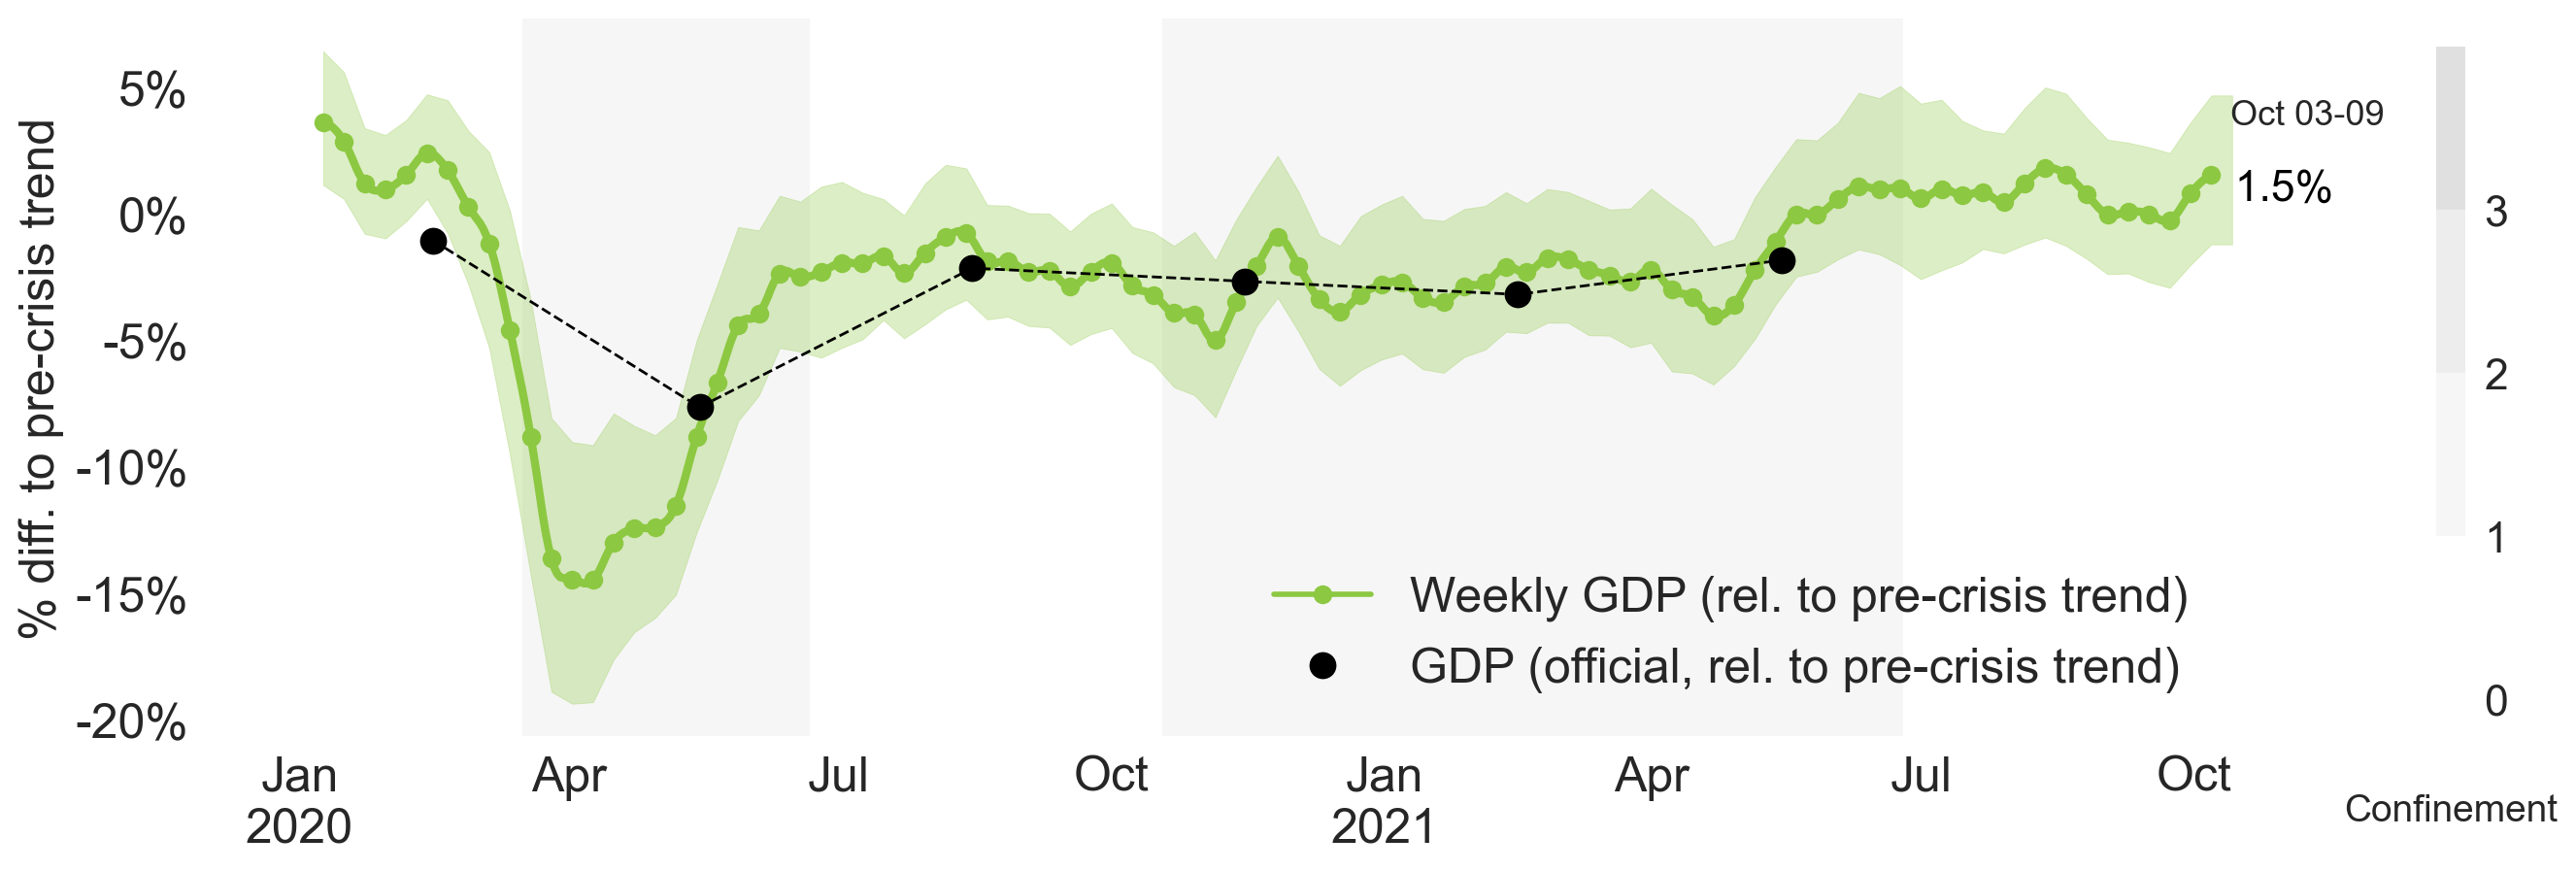 % diff. to pre-crisis trend
5%
0%
-5%
-10%
-15%
-20%
Oct 03-09
1.5%
Weekly GDP (rel. to pre-crisis trend)
GDP (official, rel. to pre-crisis trend)
Jan Apr Jul Oct Jan Apr Jul Oct
2020 2021
3
2
1
0
Confinement